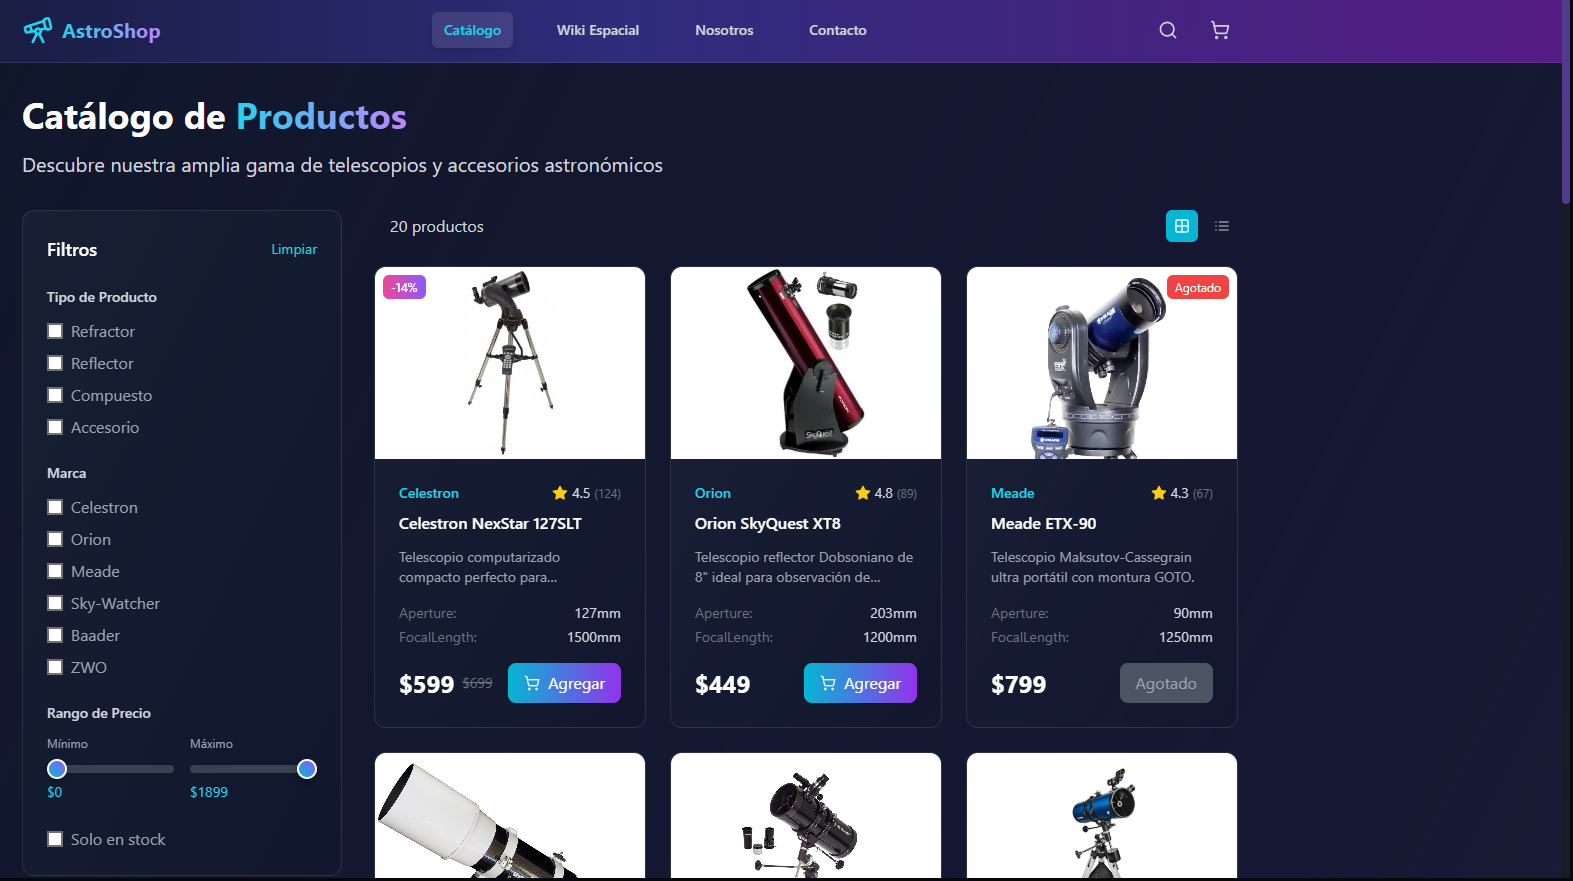 AstroShop
Catálogo
Wiki Espacial
Nosotros
Contacto
Catálogo de Productos
Descubre nuestra amplia gama de telescopios y accesorios astronómicos
Filtros
Limpiar
Tipo de Producto
Refractor
Reflector
Compuesto
Accesorio
Marca
Celestron
Orion
Meade
Sky-Watcher
Baader
ZWO
Rango de Precio
Mínimo
Máximo
$0
$1899
Solo en stock
20 productos
-14%
Celestron
4.5 (124)
Celestron NexStar 127SLT
Telescopio computarizado
compacto perfecto para...
Aperture: 127mm
FocalLength: 1500mm
$599 $699
Agregar
ORION
SkyQuest
Orion
4.8 (89)
Orion SkyQuest XT8
Telescopio reflector Dobsoniano de
8" ideal para observación de...
Aperture: 203mm
FocalLength: 1200mm
$449
Agregar
Agotado
Meade
4.3 (67)
Meade ETX-90
Telescopio Maksutov-Cassegrain
ultra portátil con montura GOTO.
Aperture: 90mm
FocalLength: 1250mm
$799
Agotado